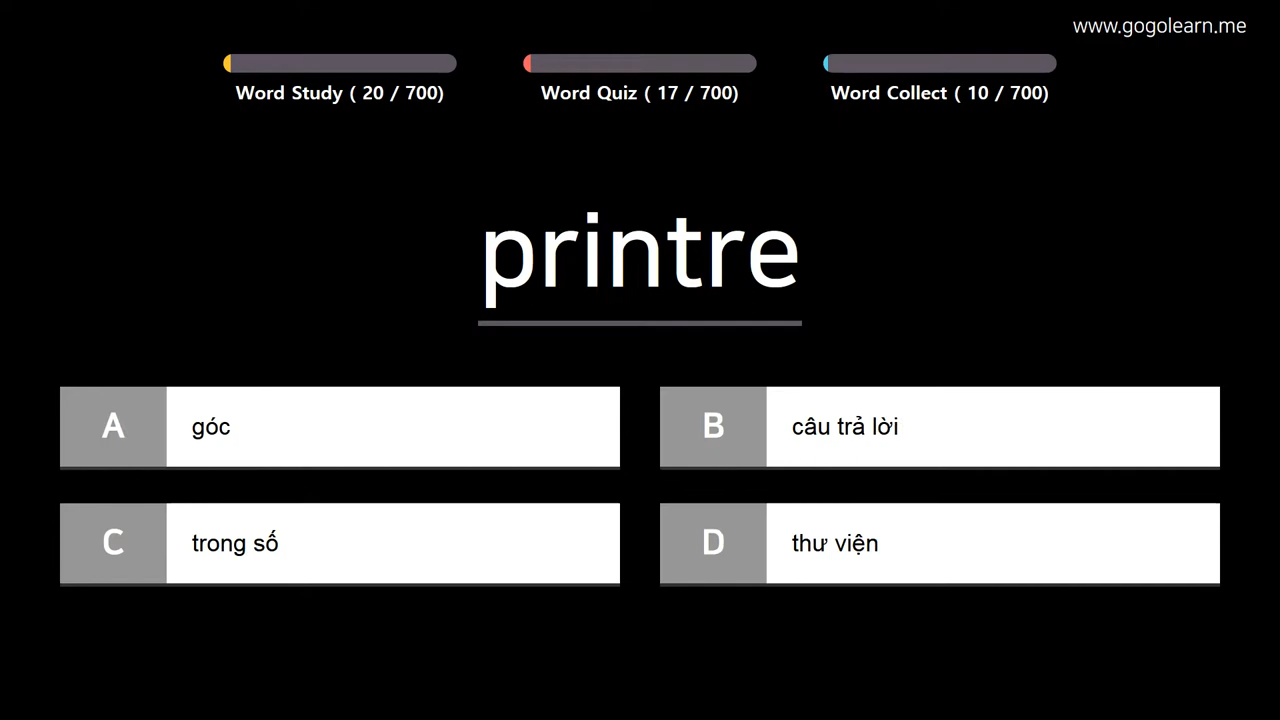 www.gogolearn.me
Word Study ( 20 / 700)
Word Quiz ( 17 / 700)
Word Collect ( 10 / 700)
printre
A góc
B câu trả lời
C trong số
D thư viện